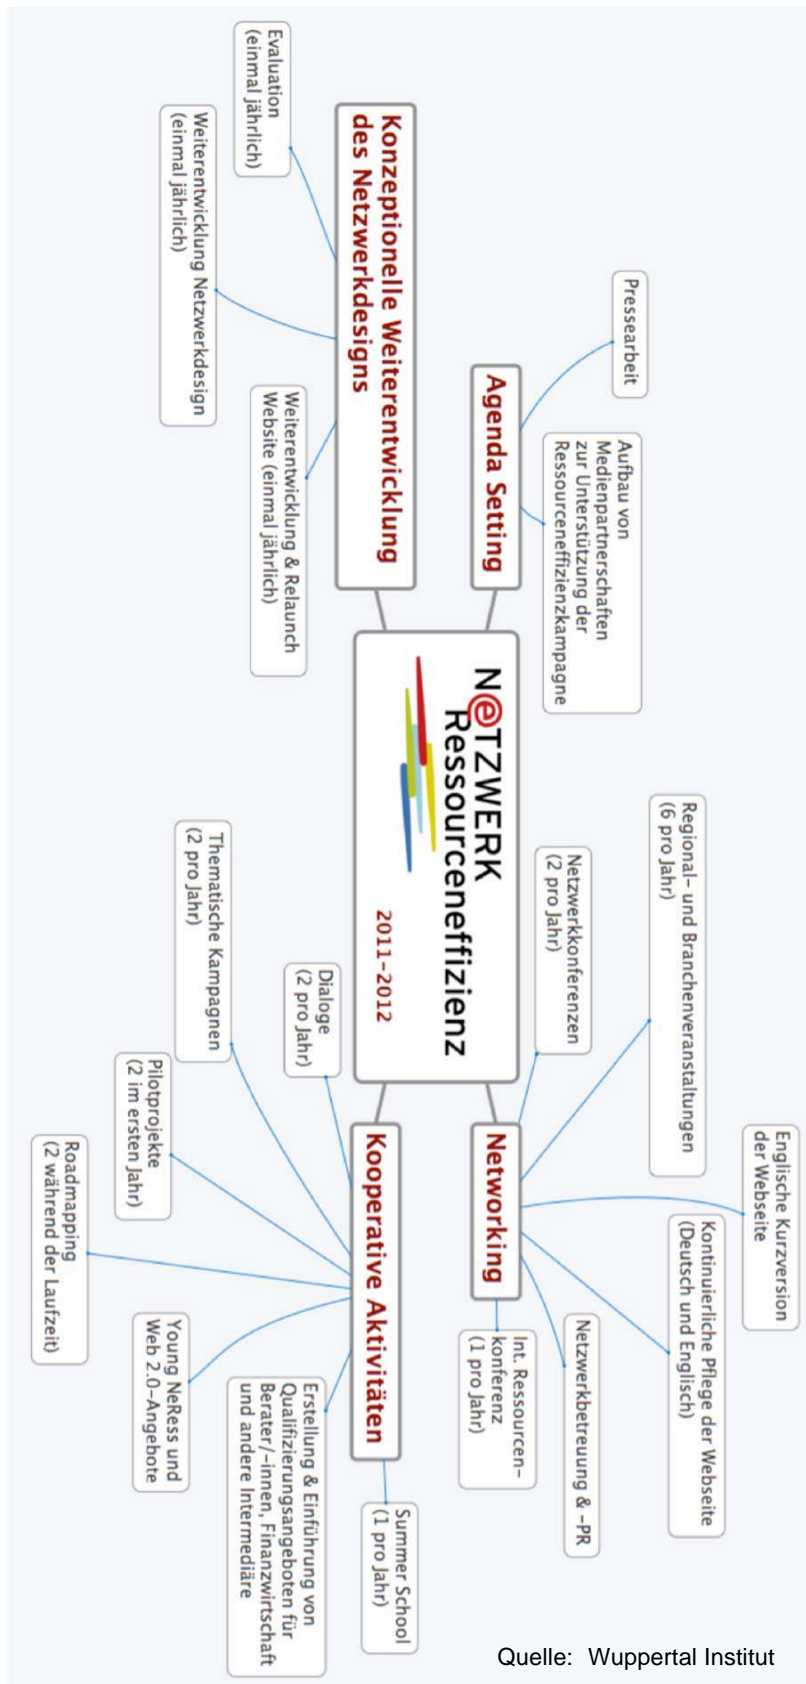 Pressearbeit
Aufbau von
Medienpartnerschaften
zur Unterstützung der
Ressourceneffizienzkampagne
Agenda Setting
Konzeptionelle Weiterentwicklung
des Netzwerkdesigns
Evaluation
(einmal jährlich)
Weiterentwicklung Netzwerkdesign
(einmal jährlich)
Weiterentwicklung & Relaunch
Website (einmal jährlich)
N@TZWERK
Ressourceneffizienz
2011-2012
Englische Kurzversion
der Webseite
Regional- und Branchenveranstaltungen
(6 pro Jahr)
Kontinuierliche Pflege der Webseite
(Deutsch und Englisch)
Netzwerkkonferenzen
(2 pro Jahr)
Netzwerkbetreuung & -PR
Networking
Int. Ressourcen-
konferenz
(1 pro Jahr)
Kooperative Aktivitäten
Summer School
(1 pro Jahr)
Dialoge
(2 pro Jahr)
Erstellung & Einführung von
Qualifizierungsangeboten für
Berater/-innen, Finanzwirtschaft
und andere Intermediäre
Thematische Kampagnen
(2 pro Jahr)
Young NeRess und
Web 2.0-Angebote
Pilotprojekte
(2 im ersten Jahr)
Roadmapping
(2 während der Laufzeit)
Quelle: Wuppertal Institut